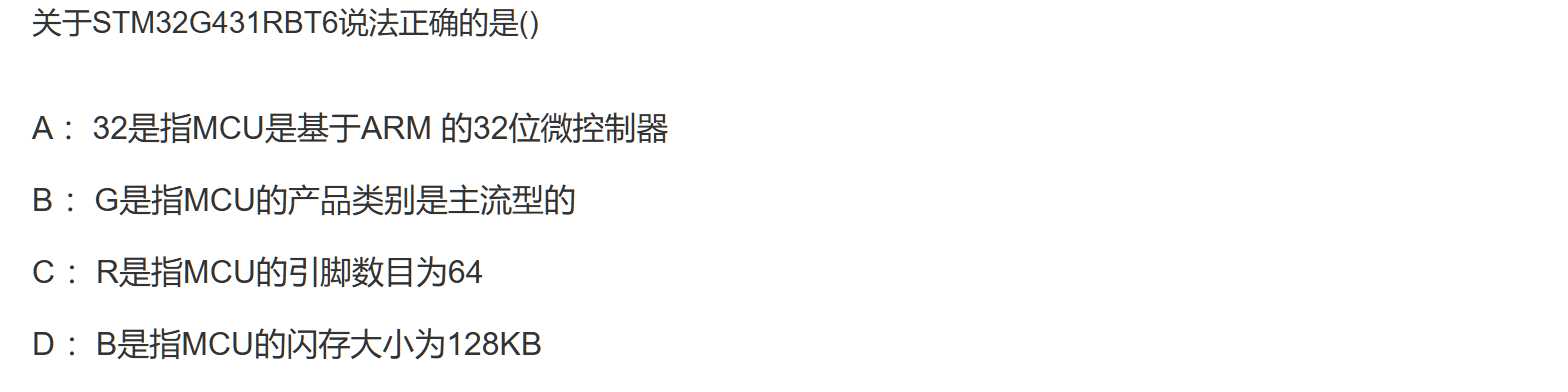 关于STM32G431RBT6说法正确的是()
A： 32是指MCU是基于ARM 的32位微控制器
B： G是指MCU的产品类别是主流型的
C： R是指MCU的引脚数目为64
D： B是指MCU的闪存大小为128KB